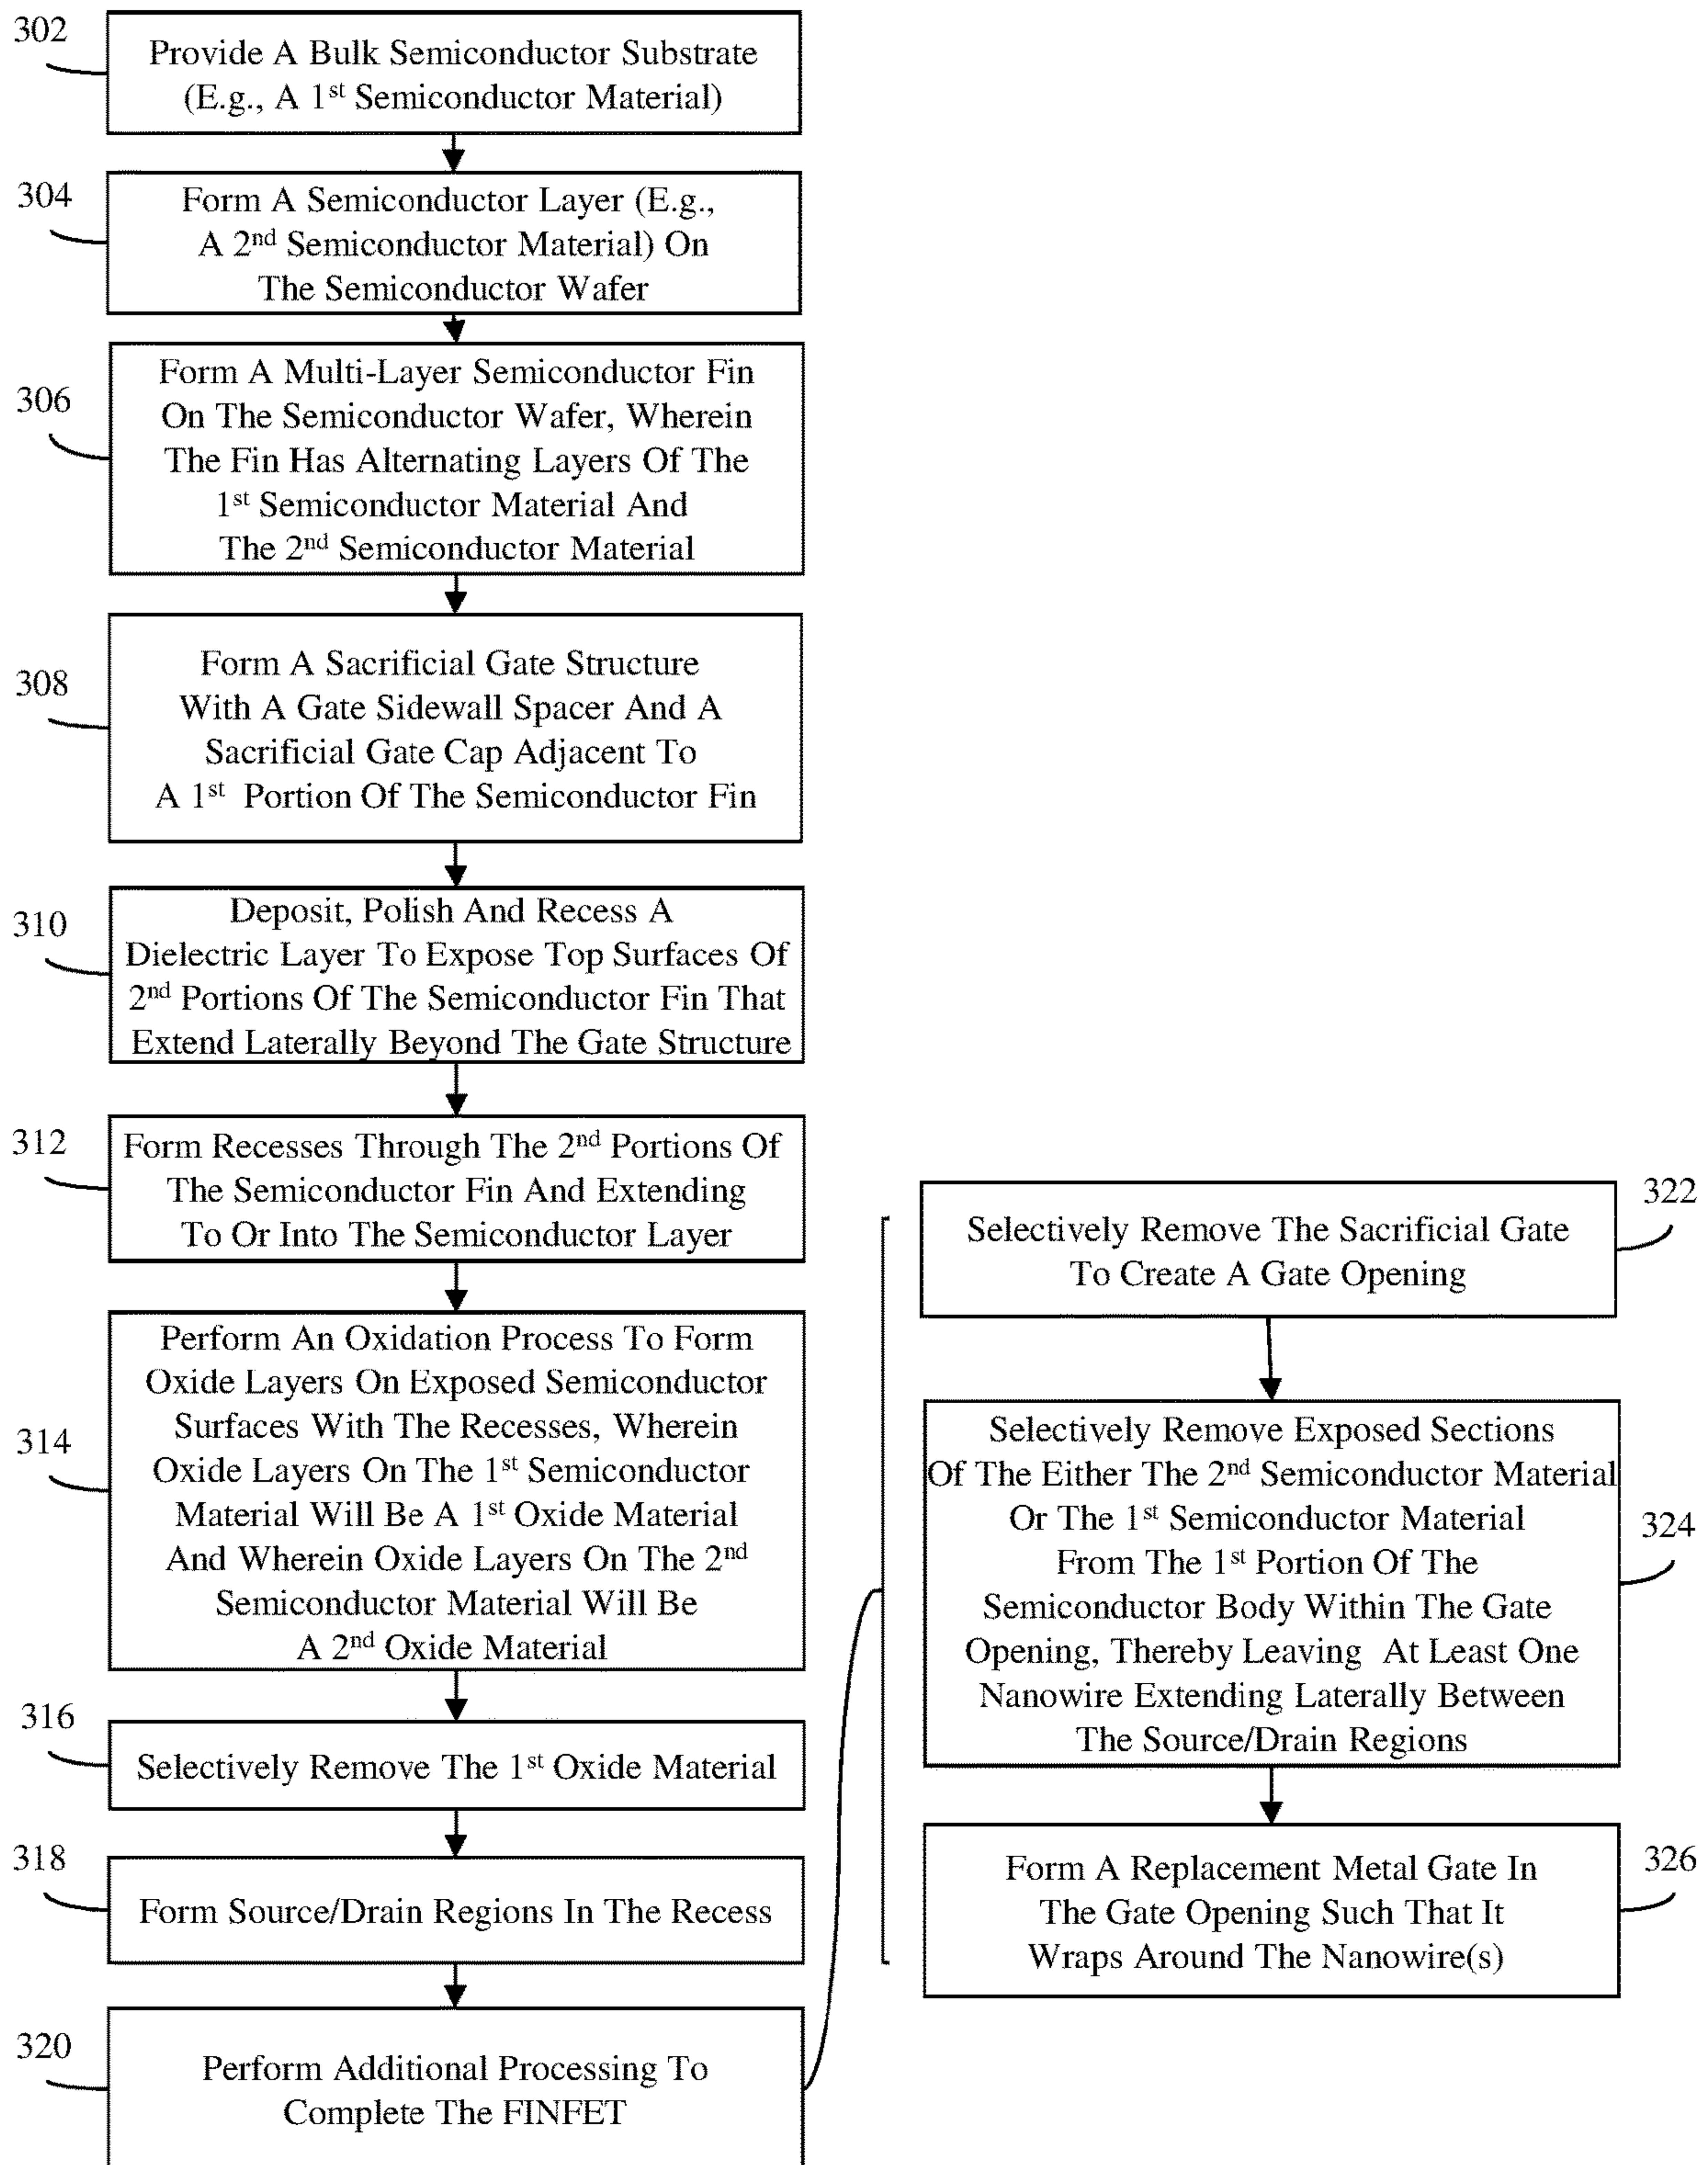 302
Provide A Bulk Semiconductor Substrate
(E.g., A 1st Semiconductor Material)
304
Form A Semiconductor Layer (E.g.,
A 2nd Semiconductor Material) On
The Semiconductor Wafer
306
Form A Multi-Layer Semiconductor Fin
On The Semiconductor Wafer, Wherein
The Fin Has Alternating Layers Of The
1st Semiconductor Material And
The 2nd Semiconductor Material
308
Form A Sacrificial Gate Structure
With A Gate Sidewall Spacer And A
Sacrificial Gate Cap Adjacent To
A 1st Portion Of The Semiconductor Fin
310
Deposit, Polish And Recess A
Dielectric Layer To Expose Top Surfaces Of
2nd Portions Of The Semiconductor Fin That
Extend Laterally Beyond The Gate Structure
312
Form Recesses Through The 2nd Portions Of
The Semiconductor Fin And Extending
To Or Into The Semiconductor Layer
314
Perform An Oxidation Process To Form
Oxide Layers On Exposed Semiconductor
Surfaces With The Recesses, Wherein
Oxide Layers On The 1st Semiconductor
Material Will Be A 1st Oxide Material
And Wherein Oxide Layers On The 2nd
Semiconductor Material Will Be
A 2nd Oxide Material
316
Selectively Remove The 1st Oxide Material
318
Form Source/Drain Regions In The Recess
320
Perform Additional Processing To
Complete The FINFET
322
Selectively Remove The Sacrificial Gate
To Create A Gate Opening
324
Selectively Remove Exposed Sections
Of The Either The 2nd Semiconductor Material
Or The 1st Semiconductor Material
From The 1st Portion Of The
Semiconductor Body Within The Gate
Opening, Thereby Leaving At Least One
Nanowire Extending Laterally Between
The Source/Drain Regions
326
Form A Replacement Metal Gate In
The Gate Opening Such That It
Wraps Around The Nanowire(s)